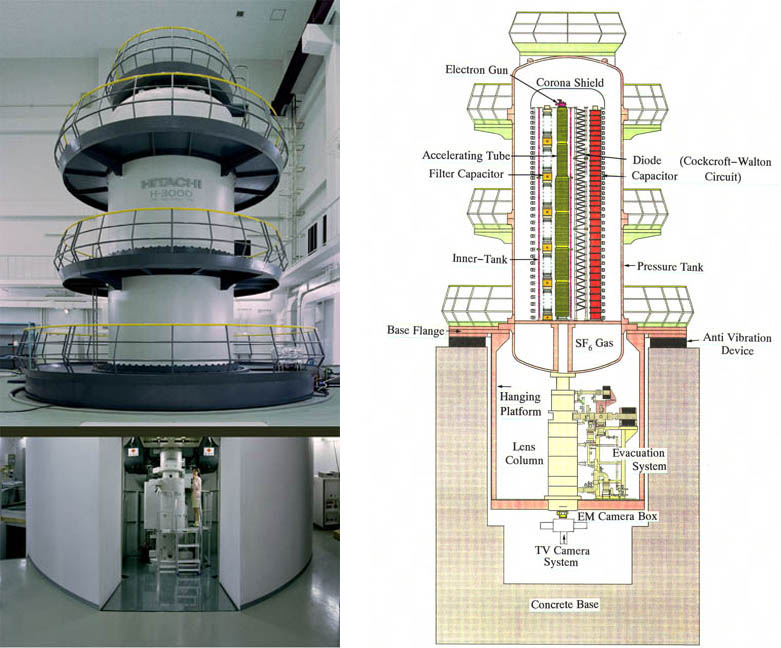 HITACHI
H-3000
Electron Gun
Corona Shield
Accelerating Tube
Filter Capacitor
Diode
Capacitor
(Cockcroft-Walton
Circuit)
Inner-Tank
Pressure Tank
Base Flange
SF6 Gas
Anti Vibration
Device
Hanging
Platform
Lens
Column
Evacuation
System
EM Camera Box
TV Camera
System
Concrete Base